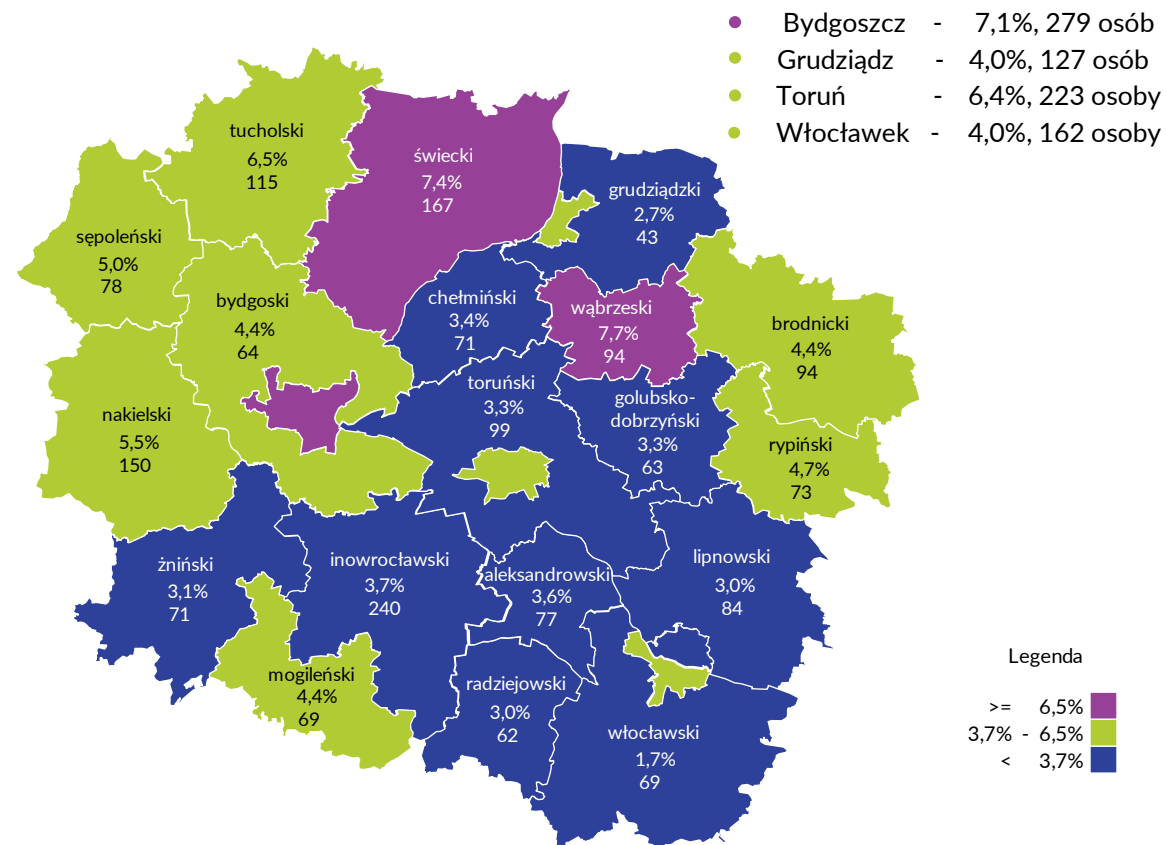 Bydgoszcz - 7,1%, 279 osób
Grudziądz - 4,0%, 127 osób
Toruń - 6,4%, 223 osoby
Włocławek - 4,0%, 162 osoby
tucholski
6,5%
115
świecki
7,4%
167
grudziądzki
2,7%
43
sępoleński
5,0%
78
bydgoski
4,4%
64
chełmiński
3,4%
71
wąbrzeski
7,7%
94
brodnicki
4,4%
94
nakielski
5,5%
150
toruński
3,3%
99
golubsko-
dobrzyński
3,3%
63
rypiński
4,7%
73
żniński
3,1%
71
inowrocławski
3,7%
240
aleksandrowski
3,6%
77
lipnowski
3,0%
84
mogileński
4,4%
69
radziejowski
3,0%
62
włocławski
1,7%
69
Legenda
>= 6,5%
3,7% - 6,5%
< 3,7%